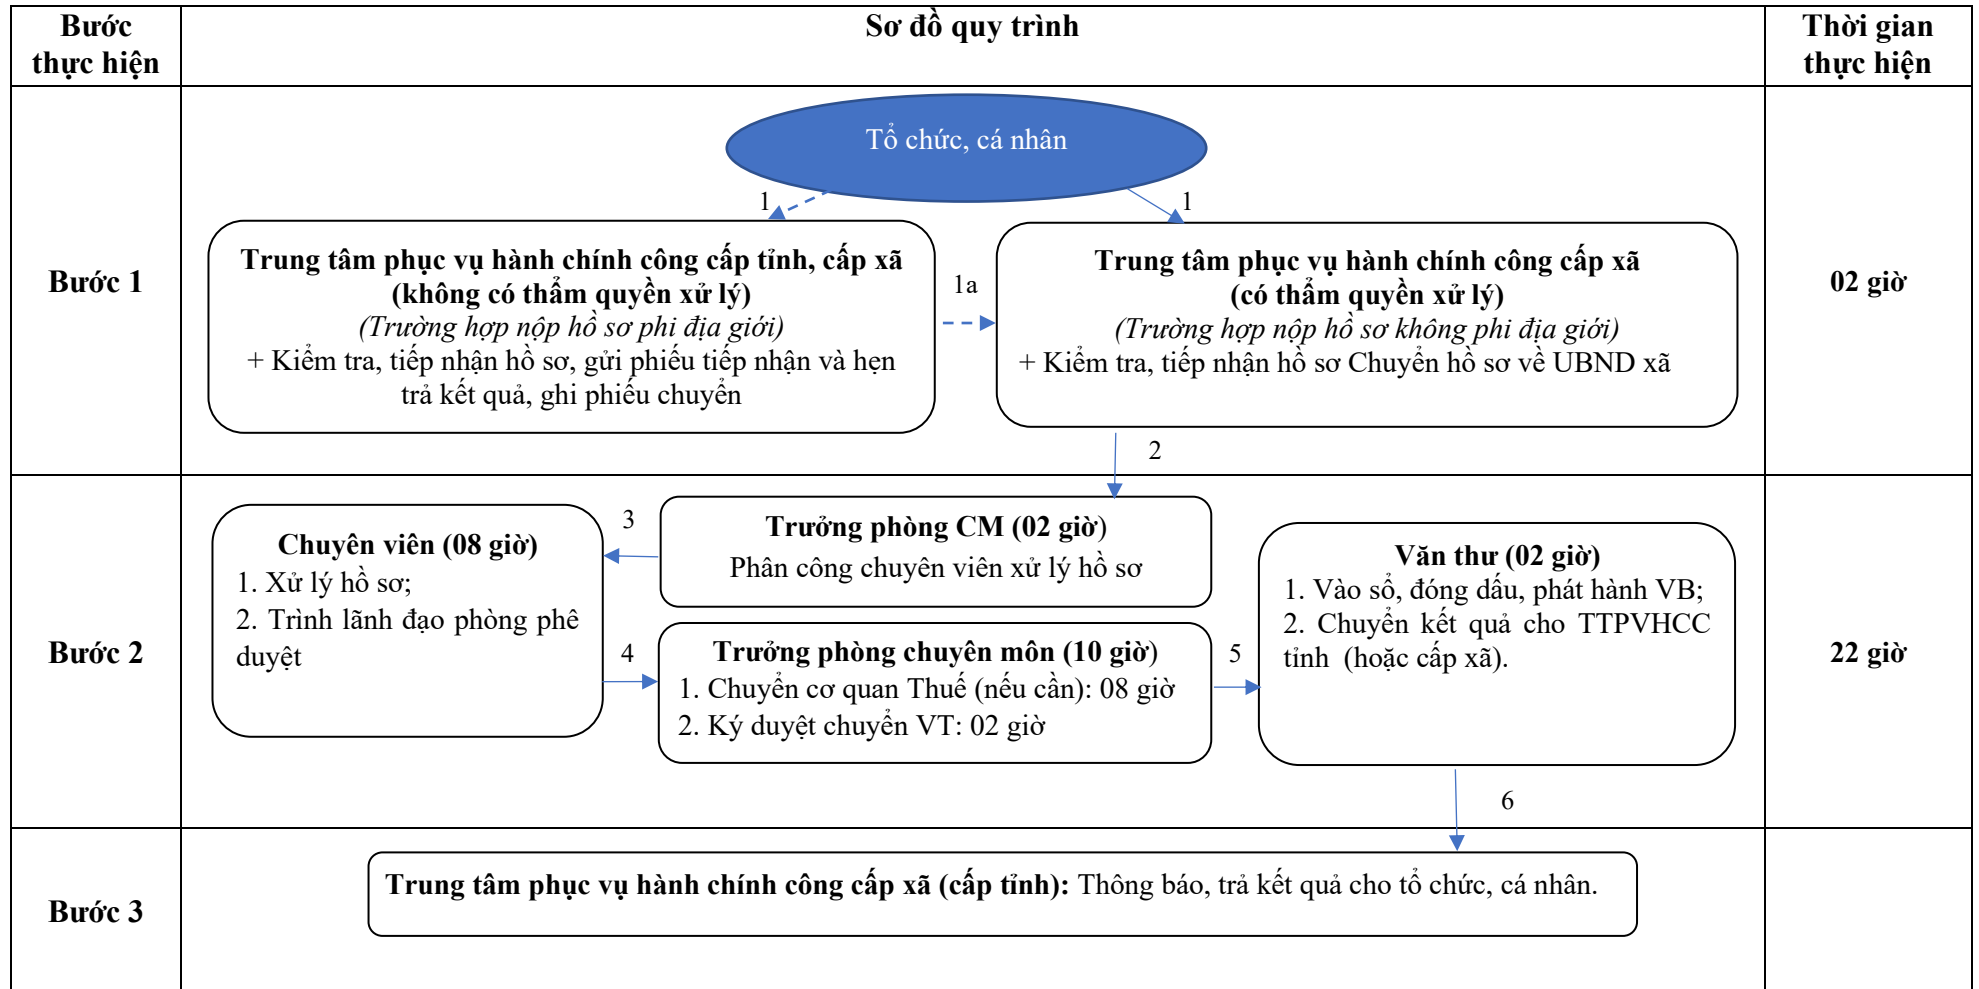 Bước
thực hiện
Sơ đồ quy trình
Thời gian
thực hiện
Bước 1
Tổ chức, cá nhân
1
1
Trung tâm phục vụ hành chính công cấp tỉnh, cấp xã
(không có thẩm quyền xử lý)
(Trường hợp nộp hồ sơ phi địa giới)
+ Kiểm tra, tiếp nhận hồ sơ, gửi phiếu tiếp nhận và hẹn
trả kết quả, ghi phiếu chuyển
1a
Trung tâm phục vụ hành chính công cấp xã
(có thẩm quyền xử lý)
(Trường hợp nộp hồ sơ không phi địa giới)
+ Kiểm tra, tiếp nhận hồ sơ Chuyển hồ sơ về UBND xã
02 giờ
2
Bước 2
Chuyên viên (08 giờ)
1. Xử lý hồ sơ;
2. Trình lãnh đạo phòng phê
duyệt
3
Trưởng phòng CM (02 giờ)
Phân công chuyên viên xử lý hồ sơ
4
Trưởng phòng chuyên môn (10 giờ)
1. Chuyển cơ quan Thuế (nếu cần): 08 giờ
2. Ký duyệt chuyển VT: 02 giờ
5
Văn thư (02 giờ)
1. Vào sổ, đóng dấu, phát hành VB;
2. Chuyển kết quả cho TTPVHCC
tỉnh (hoặc cấp xã).
22 giờ
6
Bước 3
Trung tâm phục vụ hành chính công cấp xã (cấp tỉnh): Thông báo, trả kết quả cho tổ chức, cá nhân.